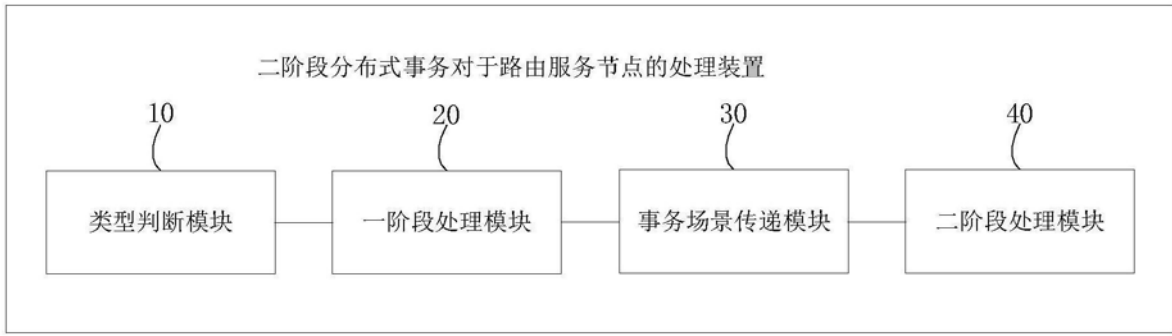 二阶段分布式事务对于路由服务节点的处理装置
10 20 30 40
类型判断模块 一阶段处理模块 事务场景传递模块 二阶段处理模块